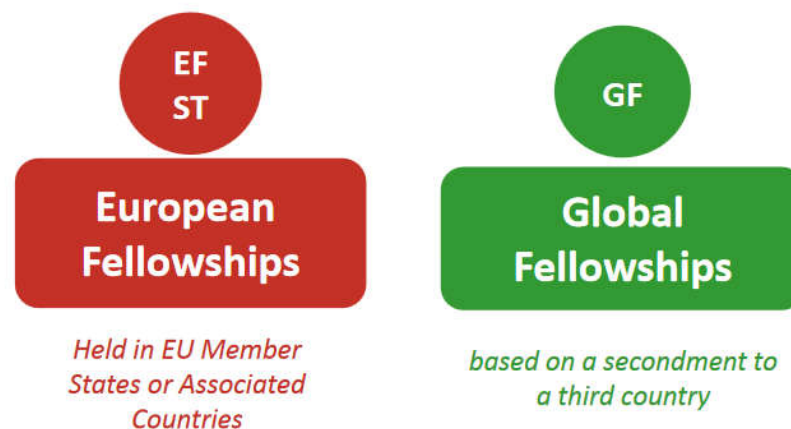 EF
ST
European
Fellowships
Held in EU Member
States or Associated
Countries
GF
Global
Fellowships
based on a secondment to
a third country